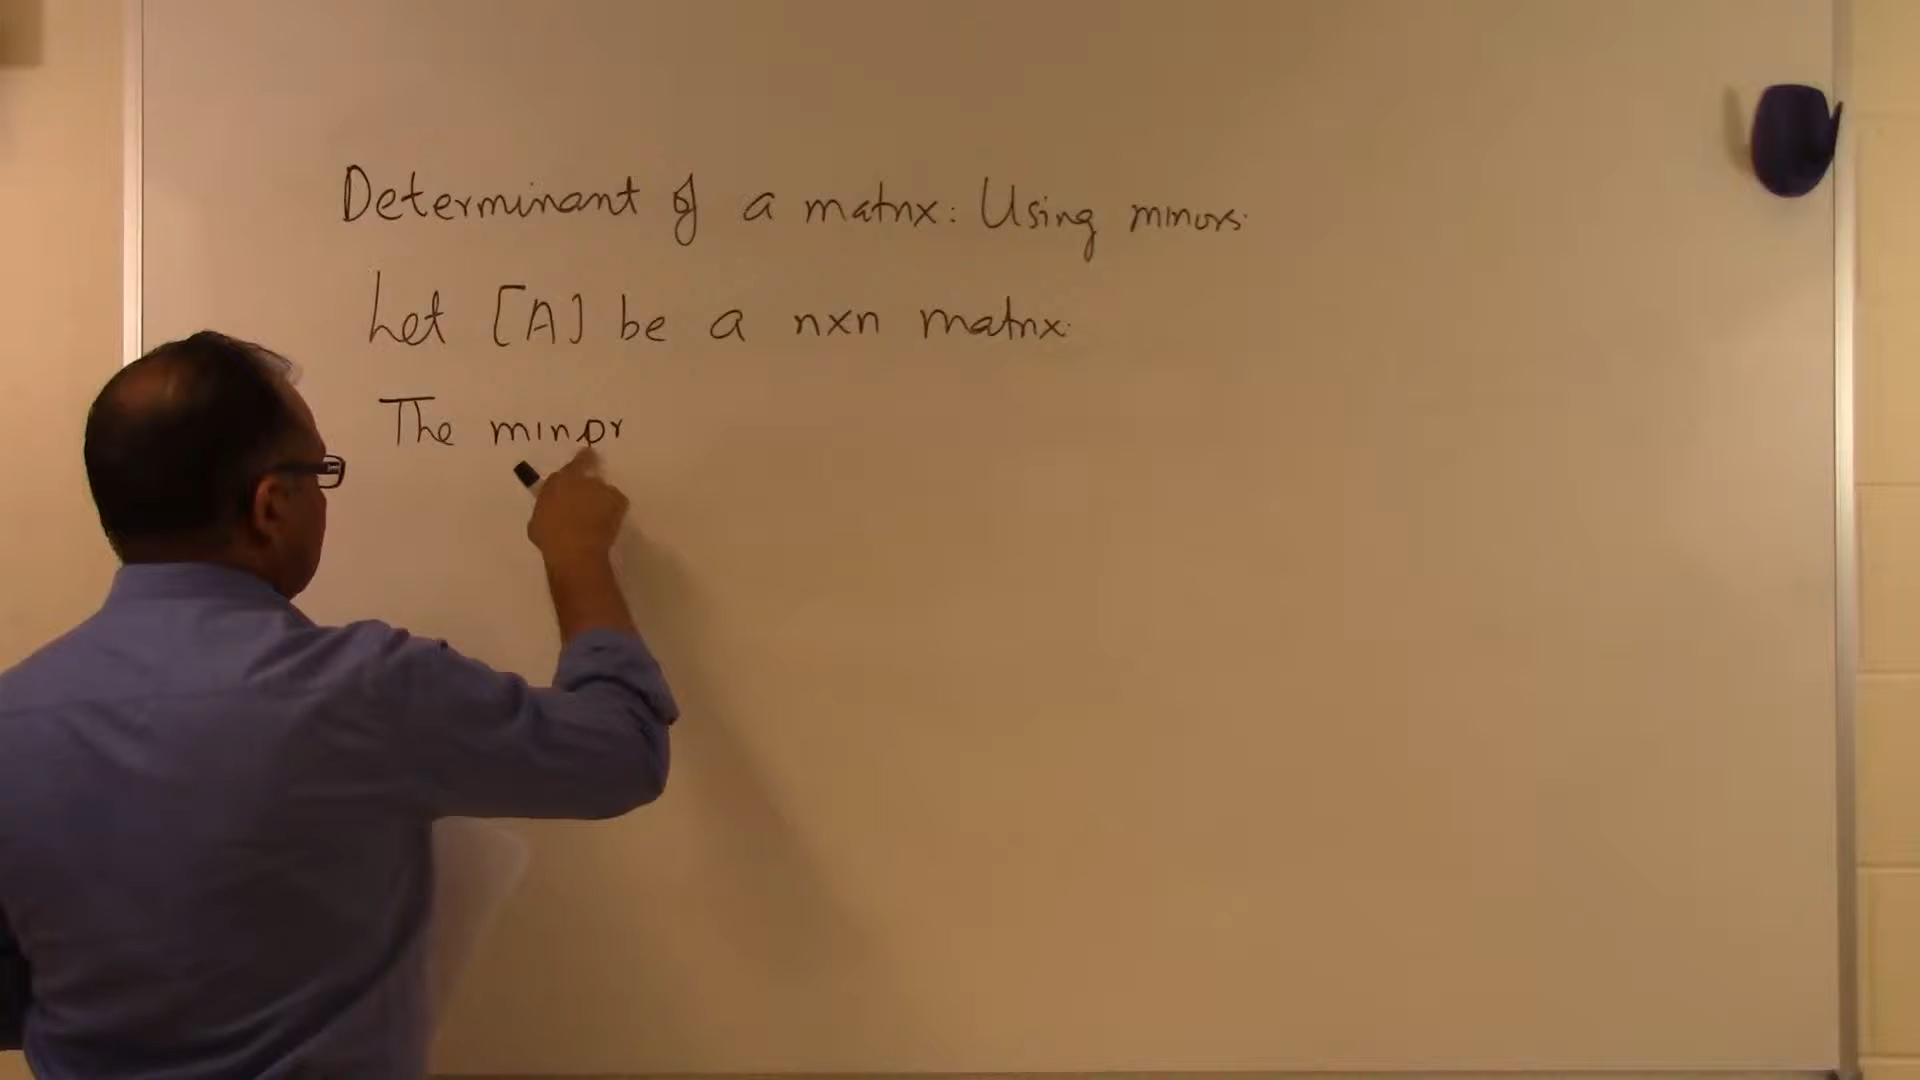 Determinant of a matrix: Using minors.
Let [A] be a nxn matrix.
The minor